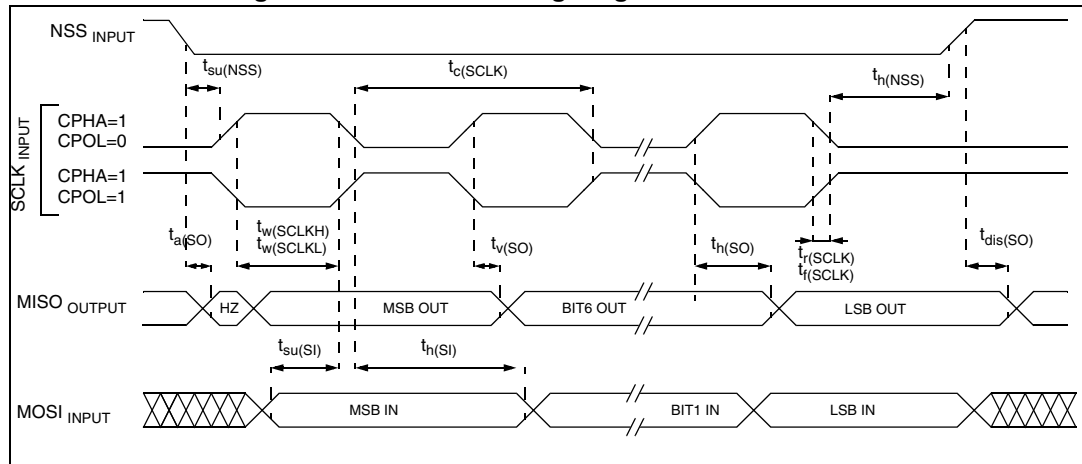 NSS INPUT
tsu(NSS)
tc(SCLK)
th(NSS)
SCLK INPUT
CPHA=1
CPOL=0
CPHA=1
CPOL=1
ta(SO)
tw(SCLKH)
tw(SCLKL)
tv(SO)
th(SO)
tr(SCLK)
tf(SCLK)
tdis(SO)
MISO OUTPUT
HZ
MSB OUT
BIT6 OUT
LSB OUT
tsu(SI)
th(SI)
MOSI INPUT
MSB IN
BIT1 IN
LSB IN